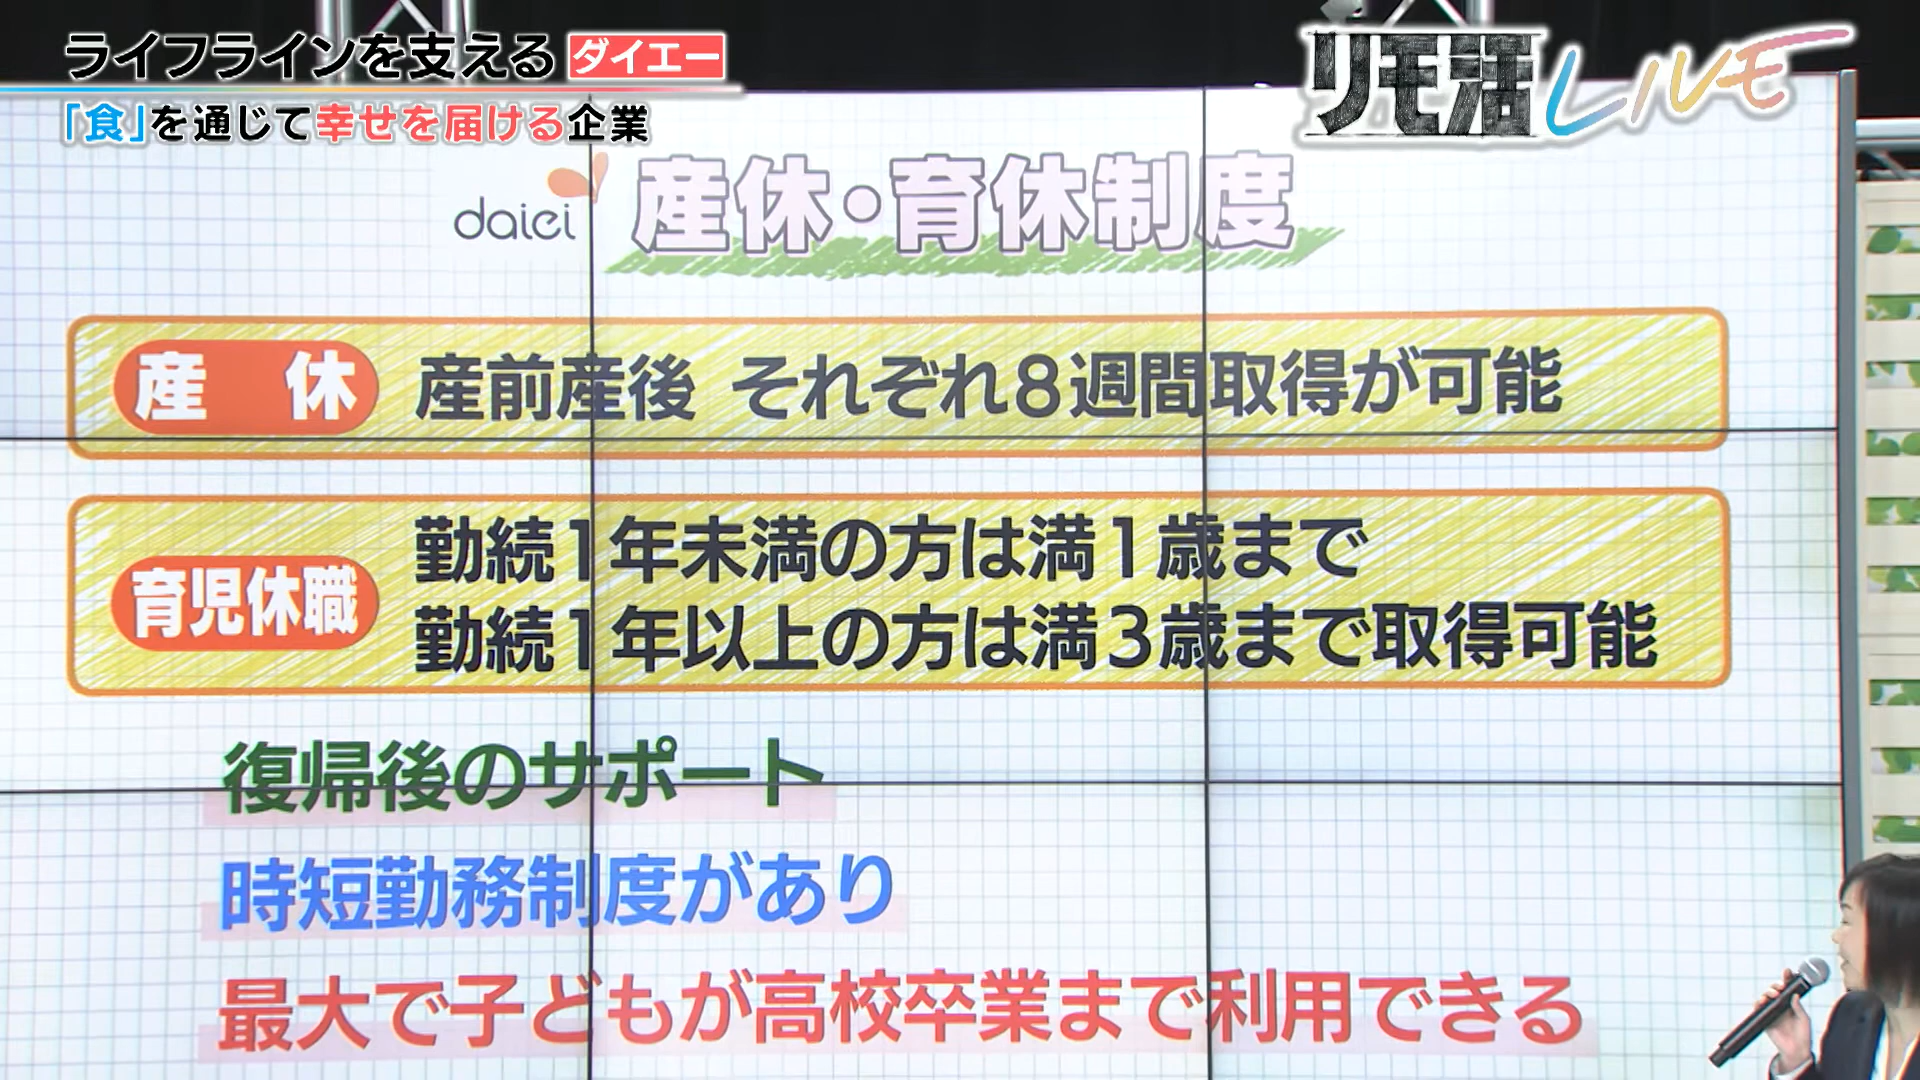 ライフラインを支える ダイエー
「食」を通じて幸せを届ける企業
リモ活LIVE
daiei 産休・育休制度
産 休 産前産後 それぞれ8週間取得が可能
育児休職 勤続1年未満の方は満1歳まで
勤続1年以上の方は満3歳まで取得可能
復帰後のサポート
時短勤務制度があり
最大で子どもが高校卒業まで利用できる